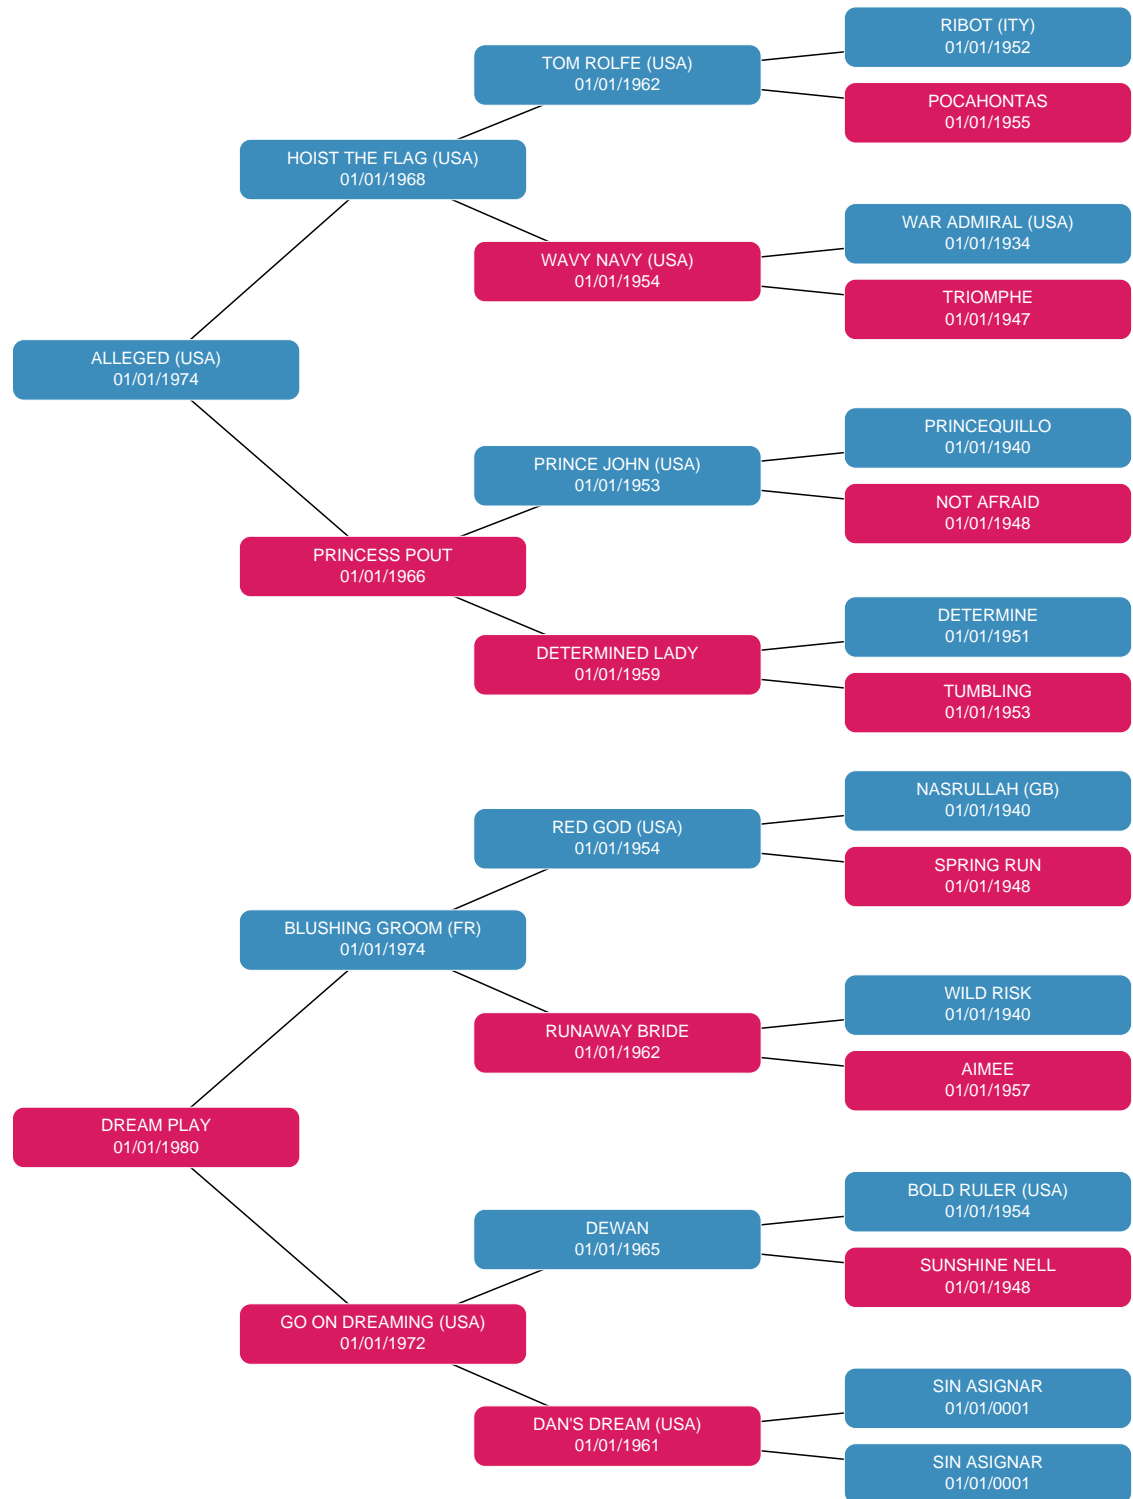 RIBOT (ITY)
01/01/1952
TOM ROLFE (USA)
01/01/1962
POCAHONTAS
01/01/1955
HOIST THE FLAG (USA)
01/01/1968
WAR ADMIRAL (USA)
01/01/1934
WAVY NAVY (USA)
01/01/1954
TRIOMPHE
01/01/1947
ALLEGED (USA)
01/01/1974
PRINCEQUILLO
01/01/1940
PRINCE JOHN (USA)
01/01/1953
NOT AFRAID
01/01/1948
PRINCESS POUT
01/01/1966
DETERMINE
01/01/1951
DETERMINED LADY
01/01/1959
TUMBLING
01/01/1953
NASRULLAH (GB)
01/01/1940
RED GOD (USA)
01/01/1954
SPRING RUN
01/01/1948
BLUSHING GROOM (FR)
01/01/1974
WILD RISK
01/01/1940
RUNAWAY BRIDE
01/01/1962
AIMEE
01/01/1957
DREAM PLAY
01/01/1980
BOLD RULER (USA)
01/01/1954
DEWAN
01/01/1965
SUNSHINE NELL
01/01/1948
GO ON DREAMING (USA)
01/01/1972
SIN ASIGNAR
01/01/0001
DAN'S DREAM (USA)
01/01/1961
SIN ASIGNAR
01/01/0001